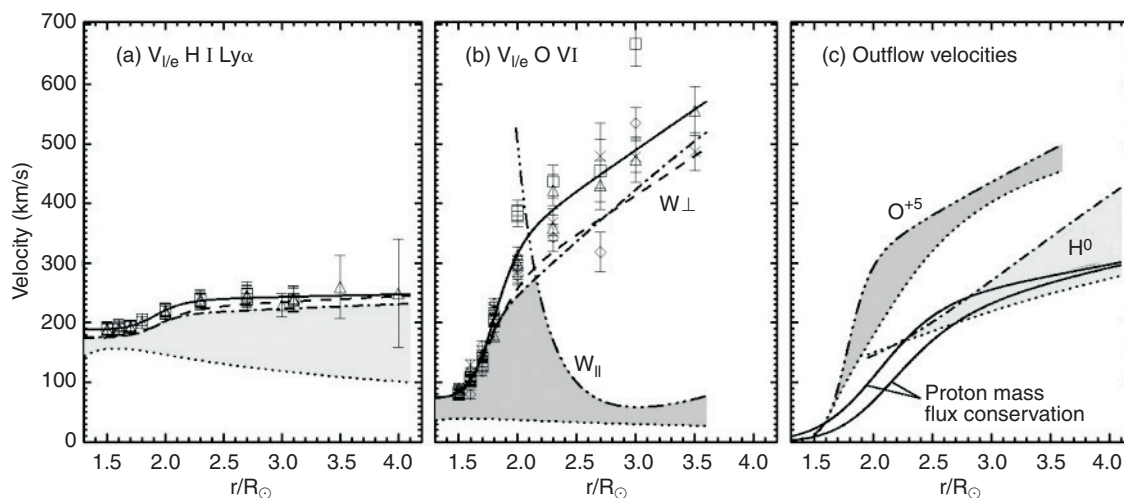 (a) V1/e H I Lyα
(b) V1/e O VI
(c) Outflow velocities
Velocity (km/s)
700
600
500
400
300
200
100
0
W⊥
W||
O+5
H0
Proton mass
flux conservation
1.5 2.0 2.5 3.0 3.5 4.0
1.5 2.0 2.5 3.0 3.5 4.0
1.5 2.0 2.5 3.0 3.5 4.0
r/R☉
r/R☉
r/R☉